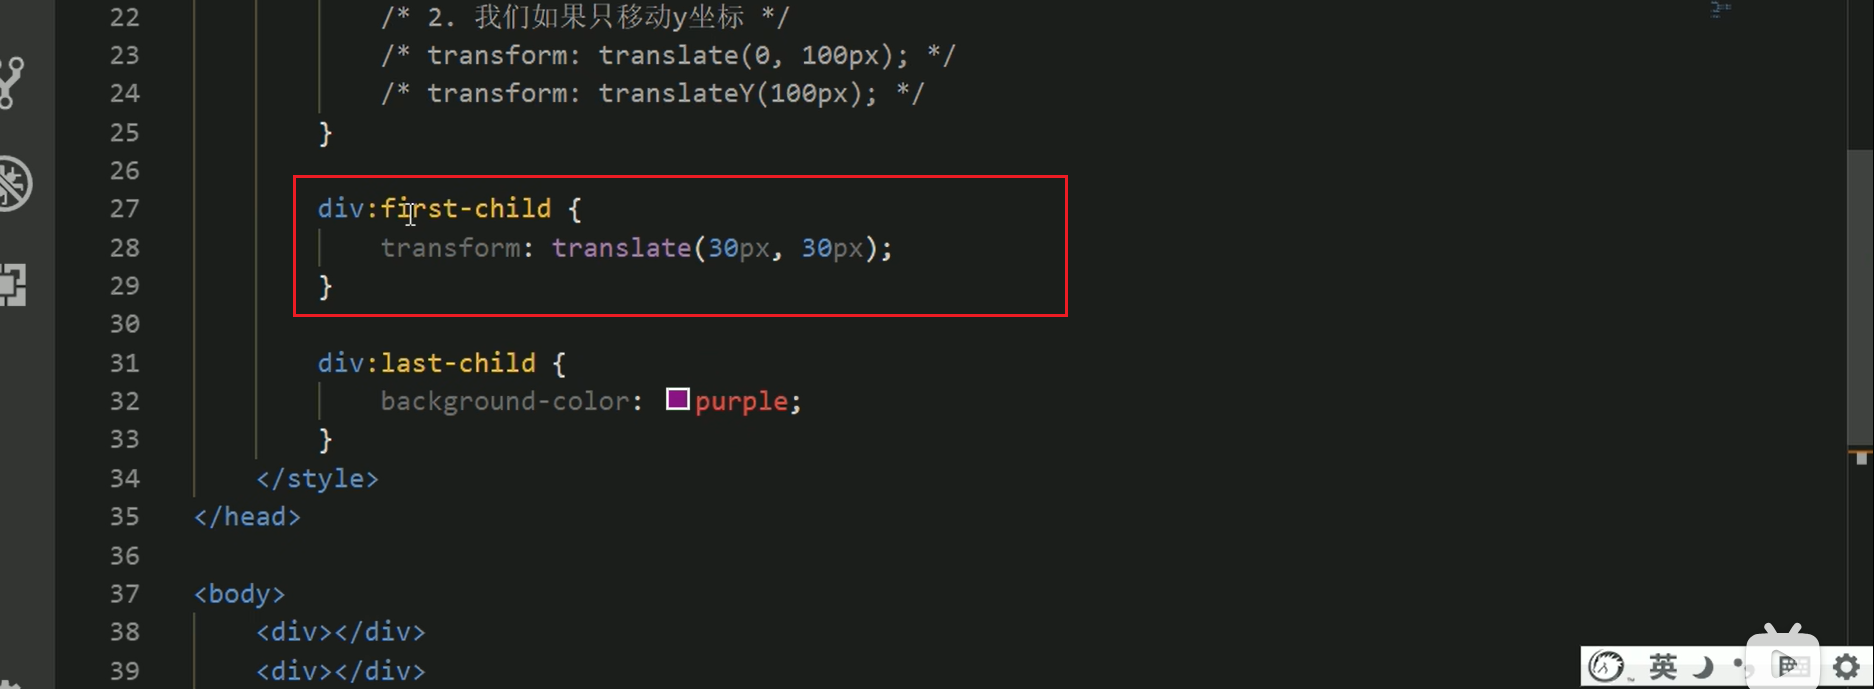 22 /* 2. 我们如果只移动y坐标 */
23 /* transform: translate(0, 100px); */
24 /* transform: translateY(100px); */
25 }
26
27 div:first-child {
28 transform: translate(30px, 30px);
29 }
30
31 div:last-child {
32 background-color: purple;
33 }
34 </style>
35 </head>
36
37 <body>
38 <div></div>
39 <div></div>
英